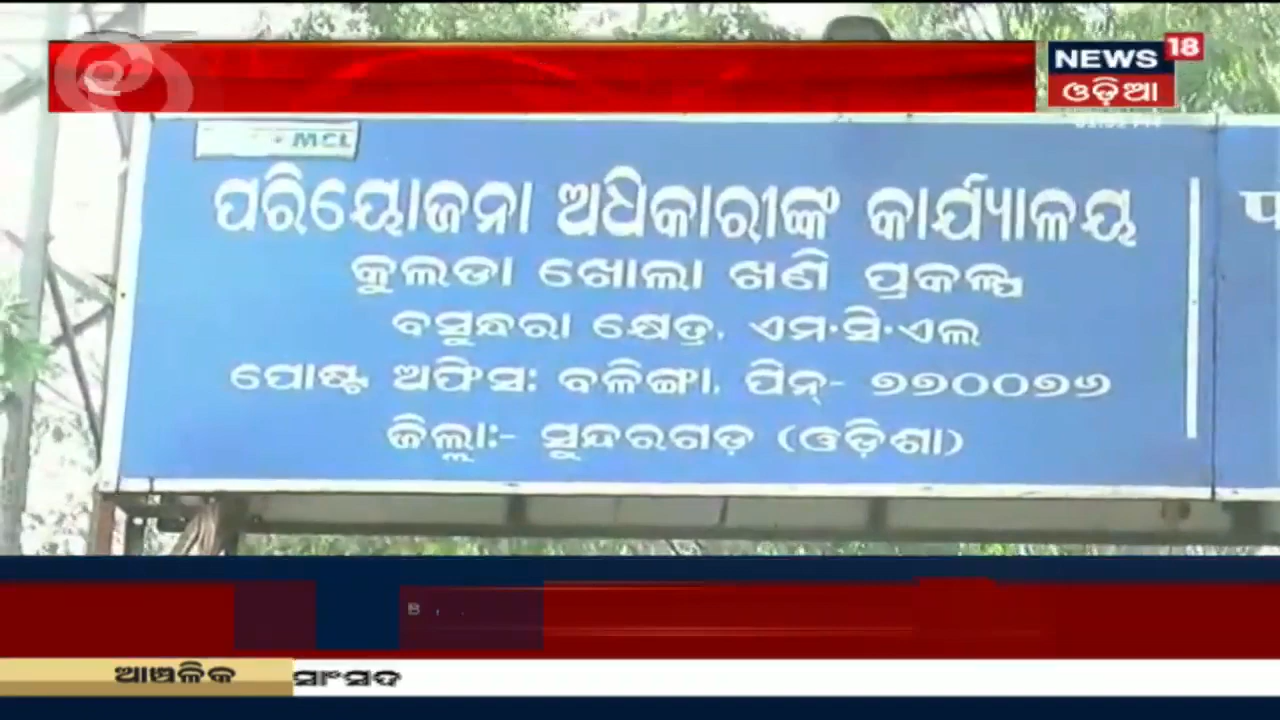 NEWS 18
ଓଡ଼ିଆ
MCL
ପରିୟୋଜନା ଅଧିକାରୀଙ୍କ କାର୍ଯ୍ୟାଳୟ
କୁଲଡା ଖୋଲା ଖଣି ପ୍ରକଳ୍ପ
ବସୁନ୍ଧରା କ୍ଷେତ୍ର, ଏମ.ସି.ଏଲ
ପୋଷ୍ଟ ଅଫିସ: ବଳିଙ୍ଗା, ପିନ୍- ୭୭୦୦୭୬
ଜିଲ୍ଲା:- ସୁନ୍ଦରଗଡ଼ (ଓଡ଼ିଶା)
ଆଞ୍ଚଳିକ
ସାଂସଦ